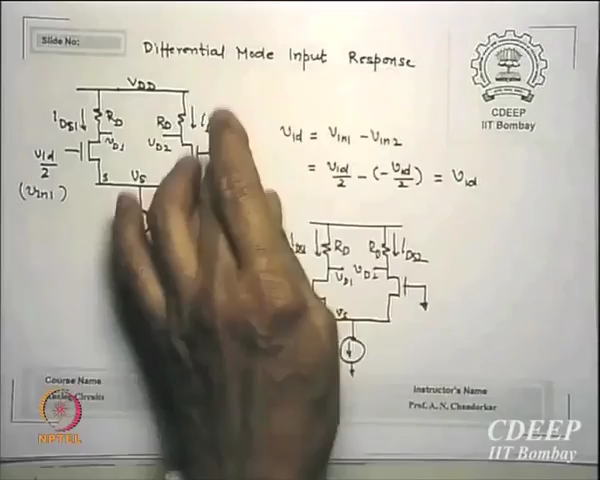 Slide No:
Differential Mode Input Response
CDEEP
IIT Bombay
VDD
iDS1
RD
RD
vD1
vD2
vid/2
(vin1)
S
VS
vid = vin1 - vin2
= vid/2 - (-vid/2) = vid
RD
RD
iDS2
vD1
vD2
VS
Course Name
Analog Circuits
NPTEL
Instructor's Name
Prof. A. N. Chandorkar
CDEEP
IIT Bombay